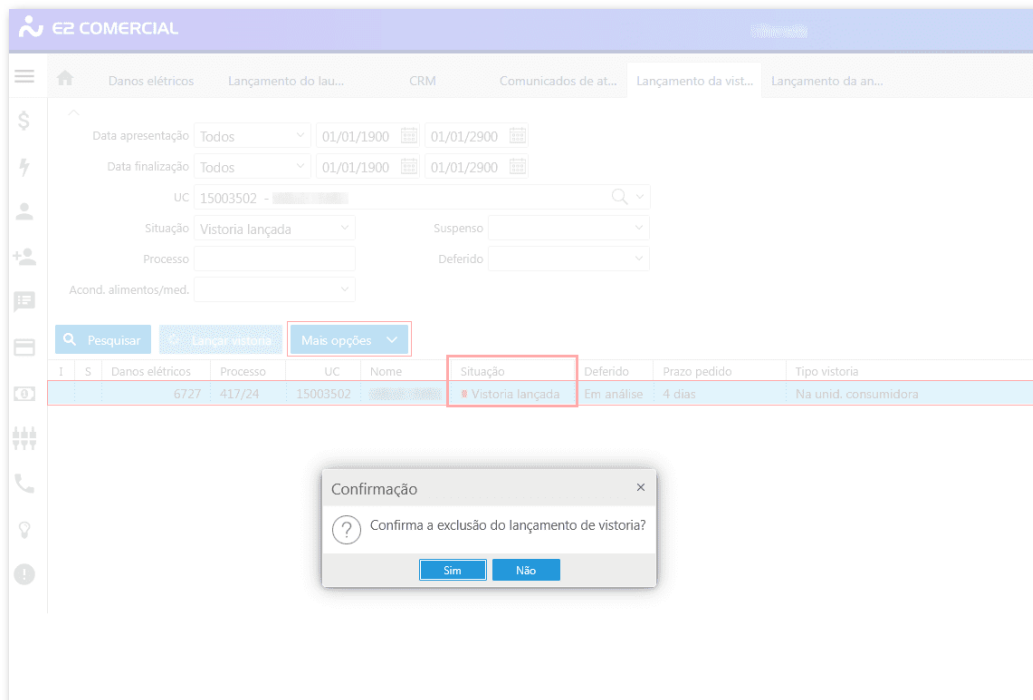 E2 COMERCIAL
Danos elétricos Lançamento do lau... CRM Comunicados de at... Lançamento da vist... Lançamento da an...
Data apresentação Todos 01/01/1900 01/01/2900
Data finalização Todos 01/01/1900 01/01/2900
UC 15003502 -
Situação Vistoria lançada Suspenso
Processo Deferido
Acond. alimentos/med.
Pesquisar Lançar vistoria Mais opções
I S Danos elétricos Processo UC Nome Situação Deferido Prazo pedido Tipo vistoria
6727 417/24 15003502 Vistoria lançada Em análise 4 dias Na unid. consumidora
Confirmação
Confirma a exclusão do lançamento de vistoria?
Sim Não